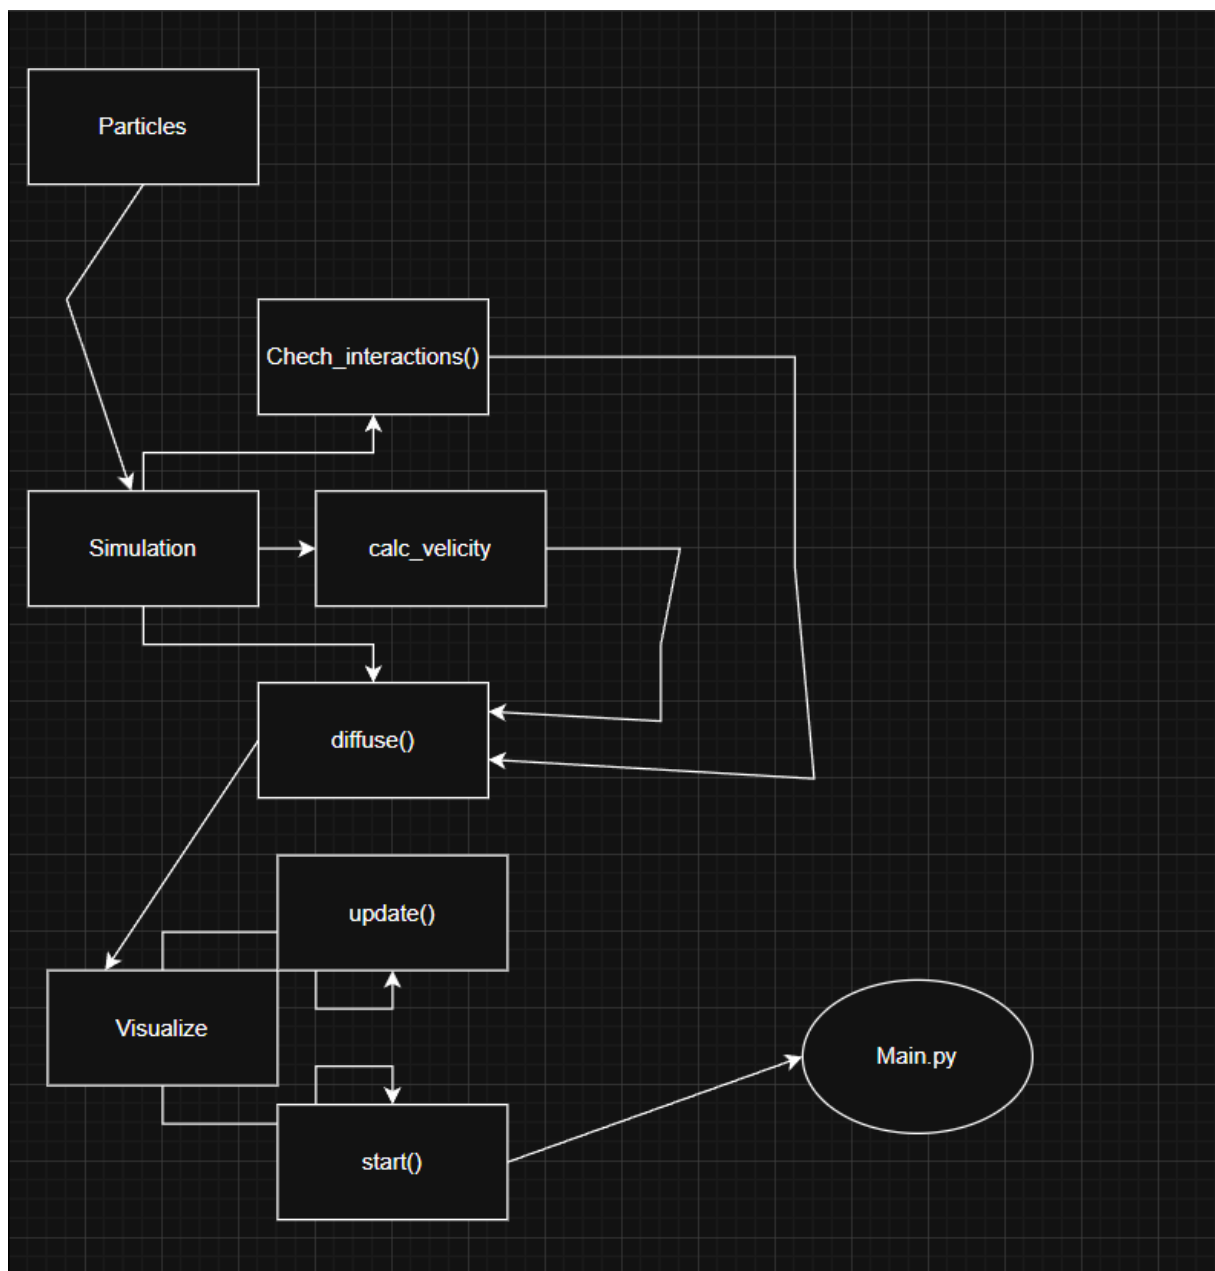 Particles
Chech_interactions()
Simulation
calc_velicity
diffuse()
update()
Visualize
Main.py
start()